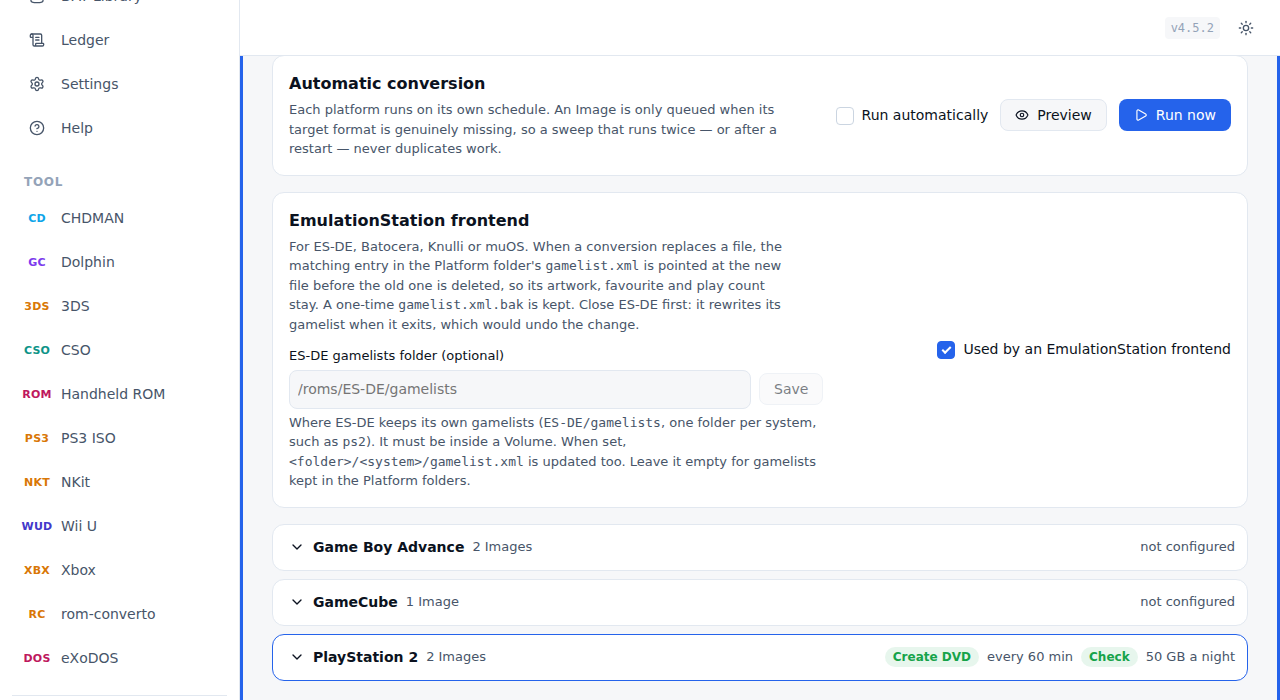 Ledger
Settings
Help
TOOL
CD CHDMAN
GC Dolphin
3DS 3DS
CSO CSO
ROM Handheld ROM
PS3 PS3 ISO
NKT NKit
WUD Wii U
XBX Xbox
RC rom-converto
DOS eXoDOS
v4.5.2
Automatic conversion
Each platform runs on its own schedule. An Image is only queued when its
target format is genuinely missing, so a sweep that runs twice — or after a
restart — never duplicates work.
Run automatically
Preview
Run now
EmulationStation frontend
For ES-DE, Batocera, Knulli or muOS. When a conversion replaces a file, the
matching entry in the Platform folder's gamelist.xml is pointed at the new
file before the old one is deleted, so its artwork, favourite and play count
stay. A one-time gamelist.xml.bak is kept. Close ES-DE first: it rewrites its
gamelist when it exits, which would undo the change.
ES-DE gamelists folder (optional)
/roms/ES-DE/gamelists
Save
Where ES-DE keeps its own gamelists (ES-DE/gamelists, one folder per system,
such as ps2). It must be inside a Volume. When set,
<folder>/<system>/gamelist.xml is updated too. Leave it empty for gamelists
kept in the Platform folders.
Used by an EmulationStation frontend
Game Boy Advance 2 Images not configured
GameCube 1 Image not configured
PlayStation 2 2 Images Create DVD every 60 min Check 50 GB a night